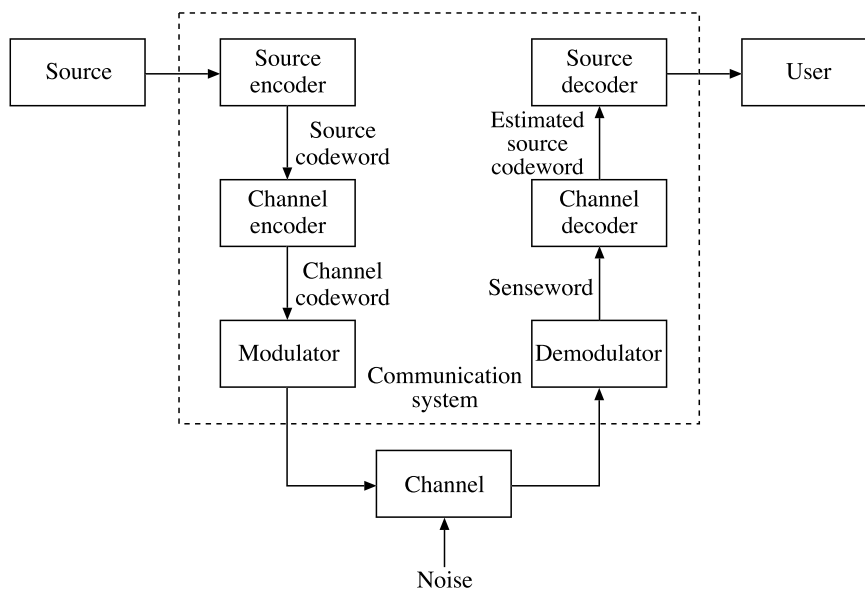 Source
Source
encoder
Source
decoder
User
Source
codeword
Estimated
source
codeword
Channel
encoder
Channel
decoder
Channel
codeword
Senseword
Modulator
Demodulator
Communication
system
Channel
Noise